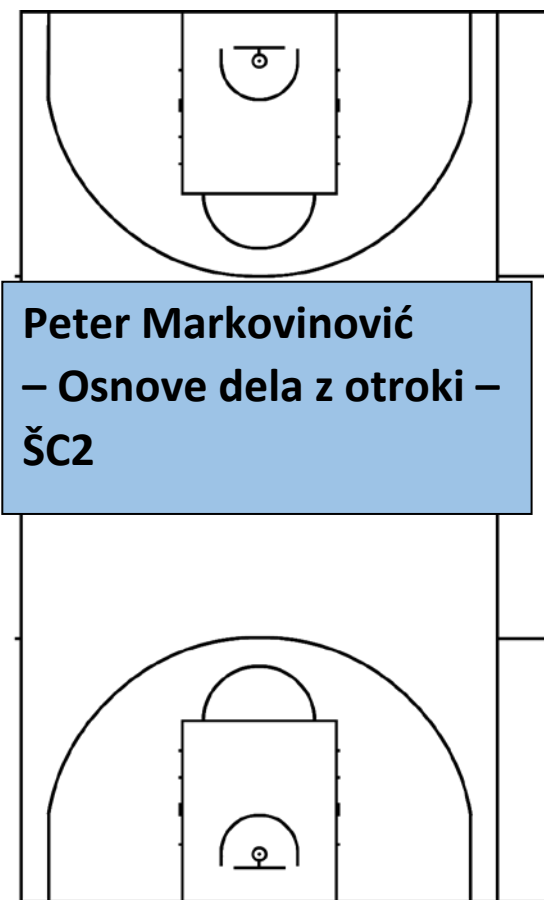 Peter Markovinović
– Osnove dela z otroki –
ŠC2